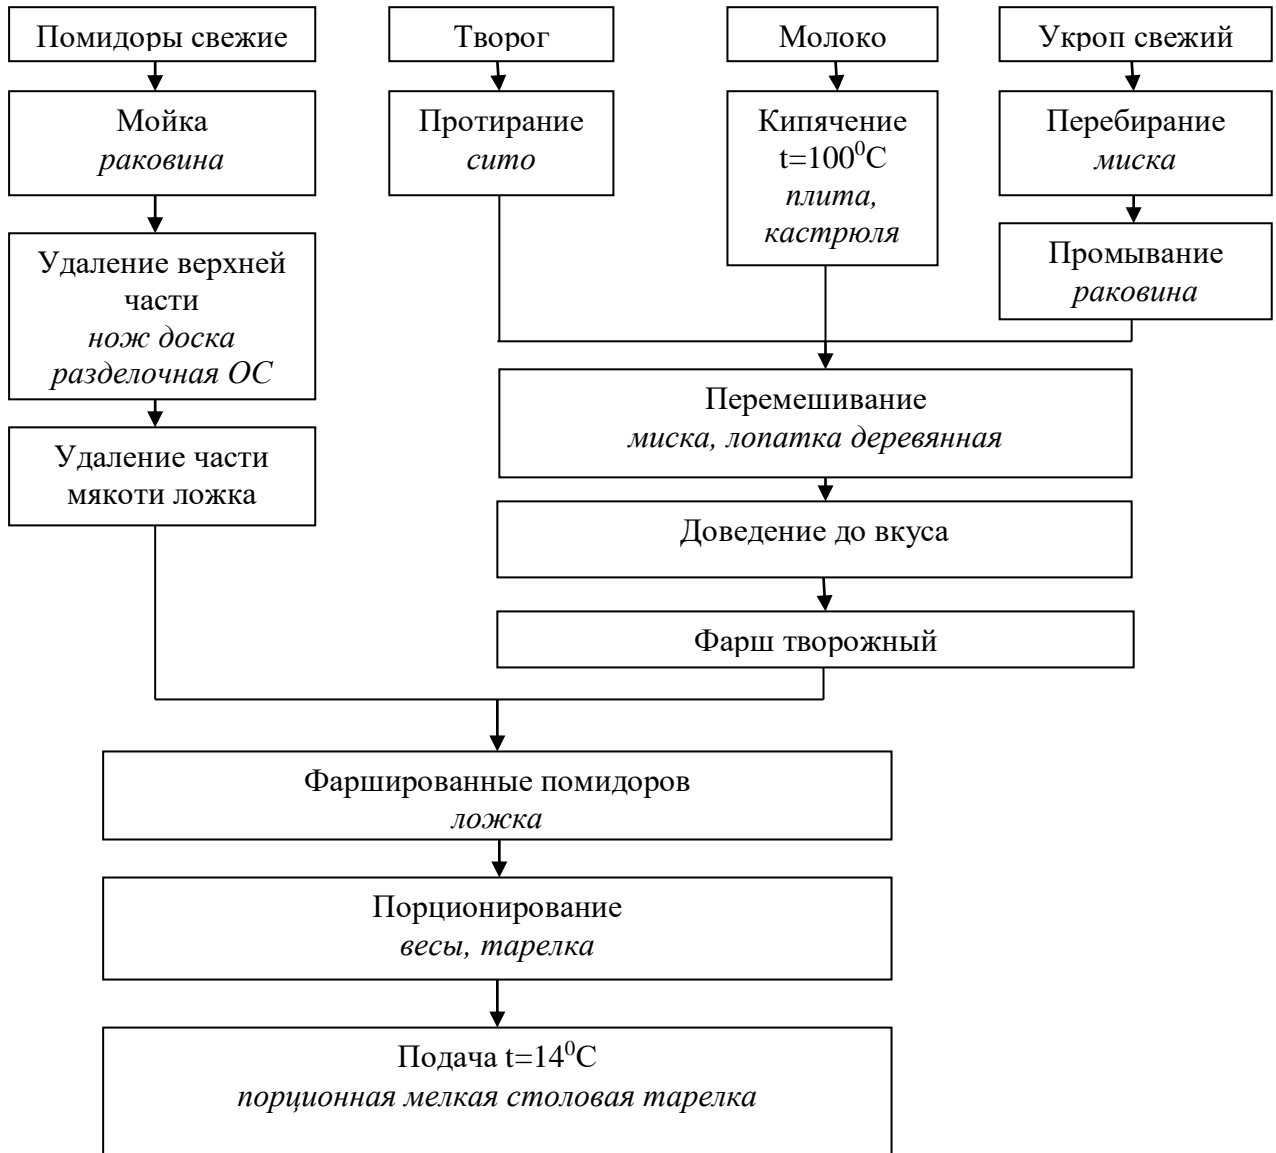 Помидоры свежие
Творог
Молоко
Укроп свежий
Мойка
раковина
Протирание
сито
Кипячение
t=100⁰С
плита,
кастрюля
Перебирание
миска
Удаление верхней
части
нож доска
разделочная ОС
Промывание
раковина
Удаление части
мякоти ложка
Перемешивание
миска, лопатка деревянная
Доведение до вкуса
Фарш творожный
Фаршированные помидоров
ложка
Порционирование
весы, тарелка
Подача t=14⁰С
порционная мелкая столовая тарелка